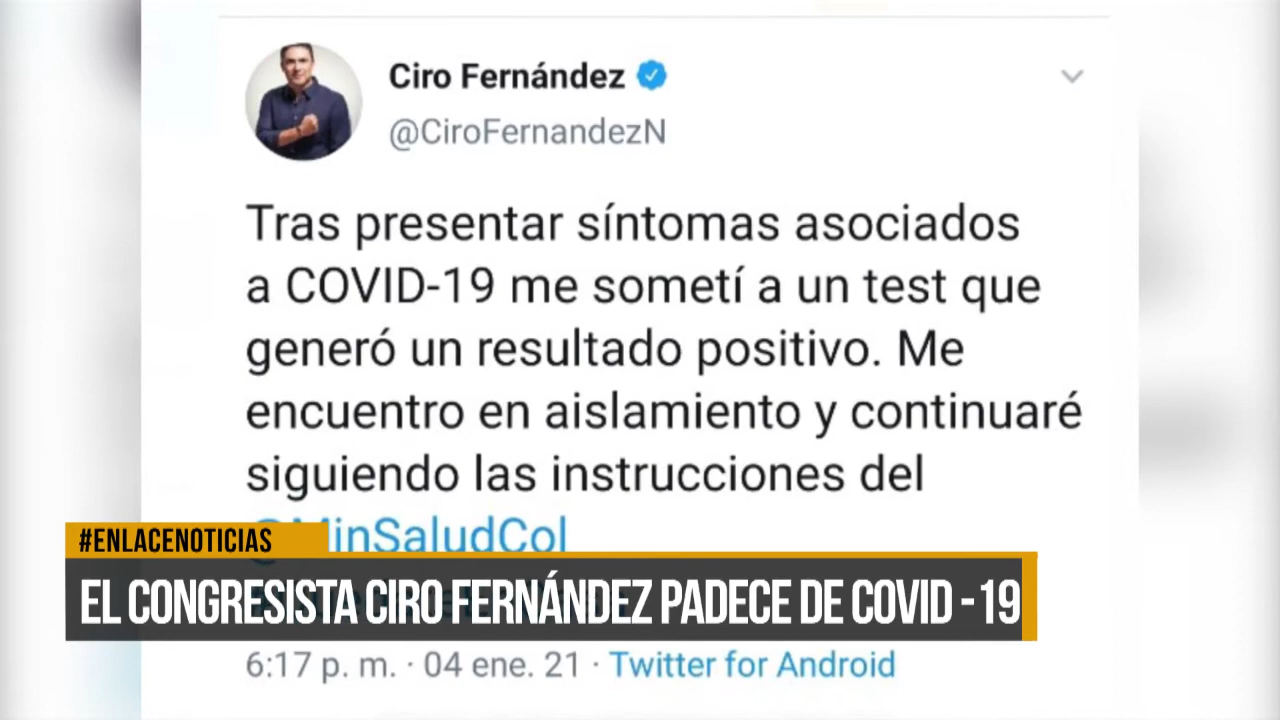 Ciro Fernández
@CiroFernandezN
Tras presentar síntomas asociados
a COVID-19 me sometí a un test que
generó un resultado positivo. Me
encuentro en aislamiento y continuaré
siguiendo las instrucciones del
@MinSaludCol
#ENLACENOTICIAS
EL CONGRESISTA CIRO FERNÁNDEZ PADECE DE COVID -19
6:17 p. m. · 04 ene. 21 · Twitter for Android